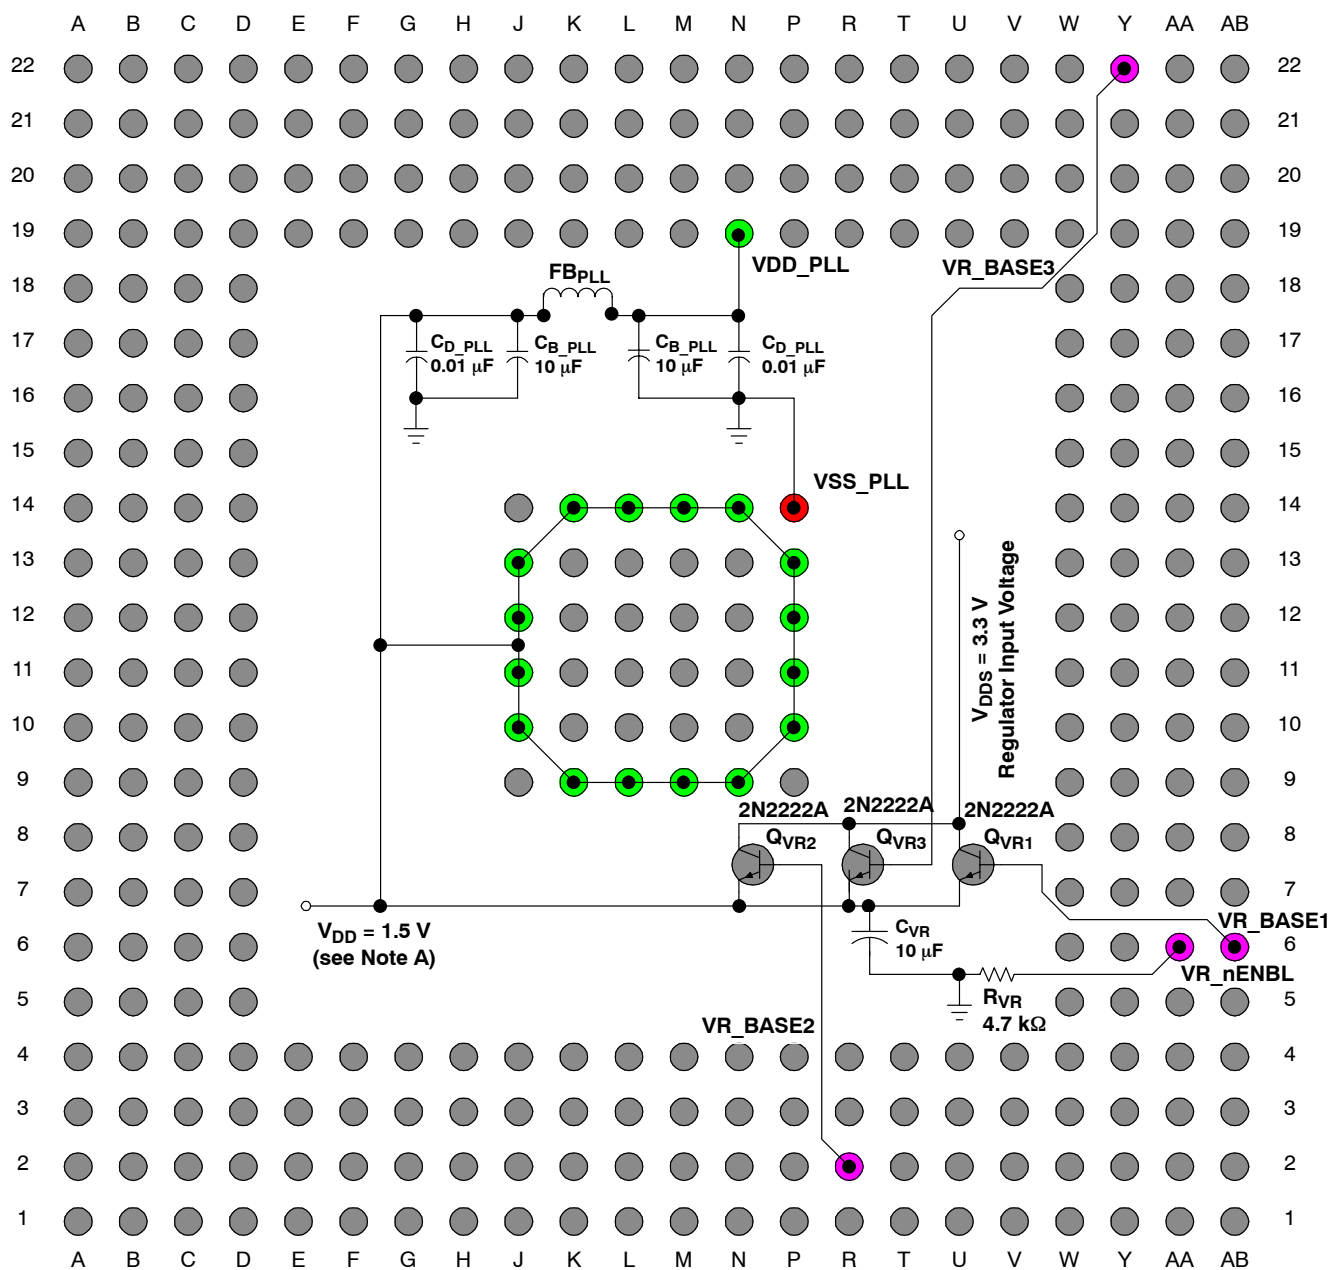 A B C D E F G H J K L M N P R T U V W Y AA AB
22 22
21 21
20 20
19 19
VDD_PLL
VR_BASE3
FBPLL
18 18
17 17
CD_PLL
0.01 μF
CB_PLL
10 μF
CB_PLL
10 μF
CD_PLL
0.01 μF
16 16
15 15
VSS_PLL
14 14
13 13
12 12
11 11
10 10
9 9
VDDS = 3.3 V
Regulator Input Voltage
2N2222A 2N2222A 2N2222A
8 8
QVR2 QVR3 QVR1
7 7
VDD = 1.5 V
(see Note A)
CVR
10 μF
VR_BASE1
6 6
VR_nENBL
RVR
4.7 kΩ
5 5
VR_BASE2
4 4
3 3
2 2
1 1
A B C D E F G H J K L M N P R T U V W Y AA AB